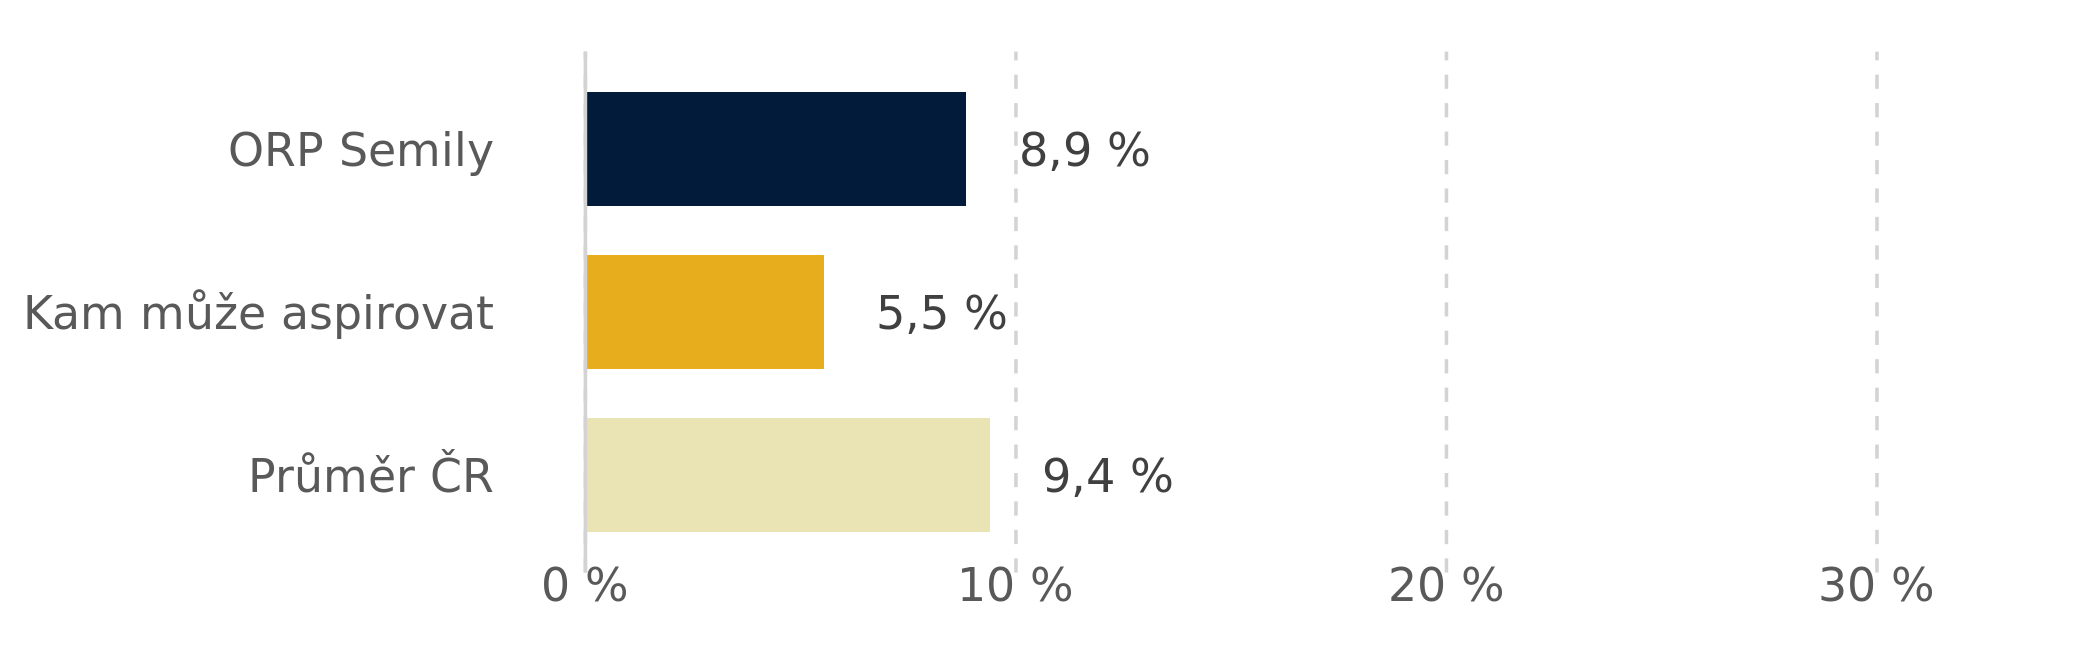 ORP Semily 8,9 %
Kam může aspirovat 5,5 %
Průměr ČR 9,4 %
0 % 10 % 20 % 30 %